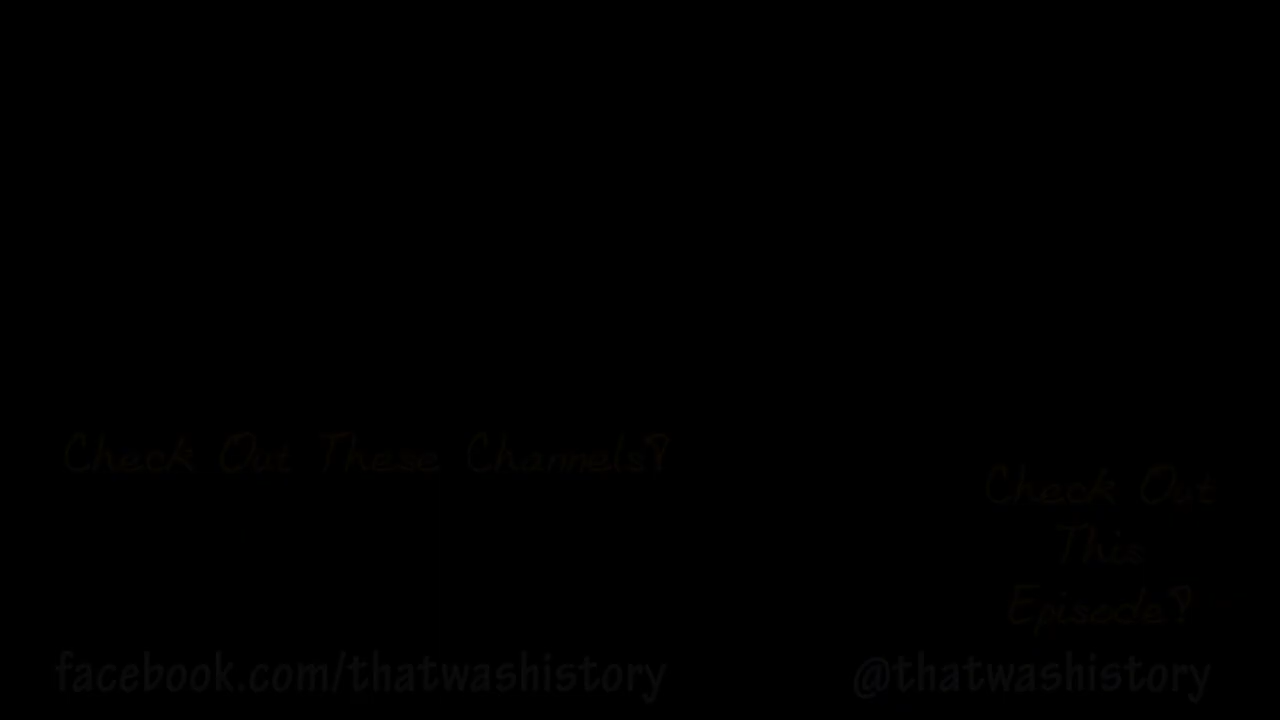 Check Out These Channels?
Check Out
This
Episode?
facebook.com/thatwashistory
@thatwashistory